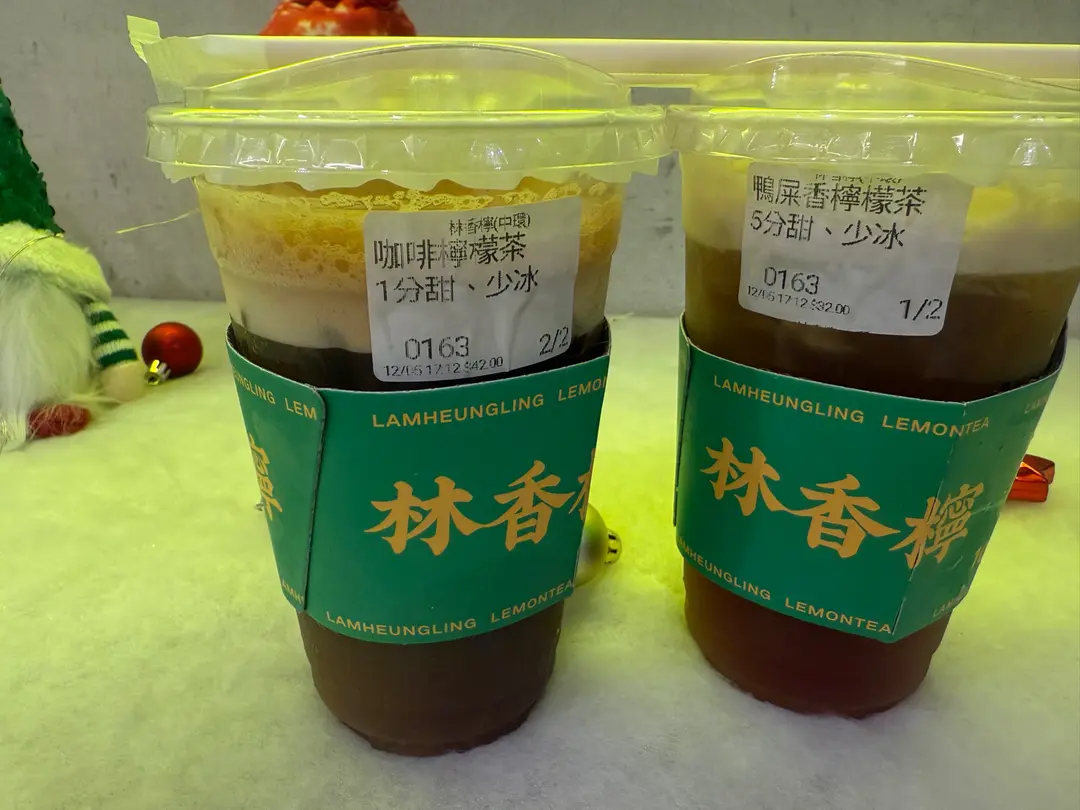 林香檸(中環)
咖啡檸檬茶
1分甜、少冰
0163
2/2
12/05 17:12 $42.00
NGLING LEM
檸
LAMHEUNGLING LEMO
林香
LAMHEUNGLING LEMONTEA
鴨屎香檸檬茶
5分甜、少冰
0163
1/2
12/05 17:12 $32.00
LAMHEUNGLING LEMONTEA
林香檸
LAMHEUNGLING LEMONTEA